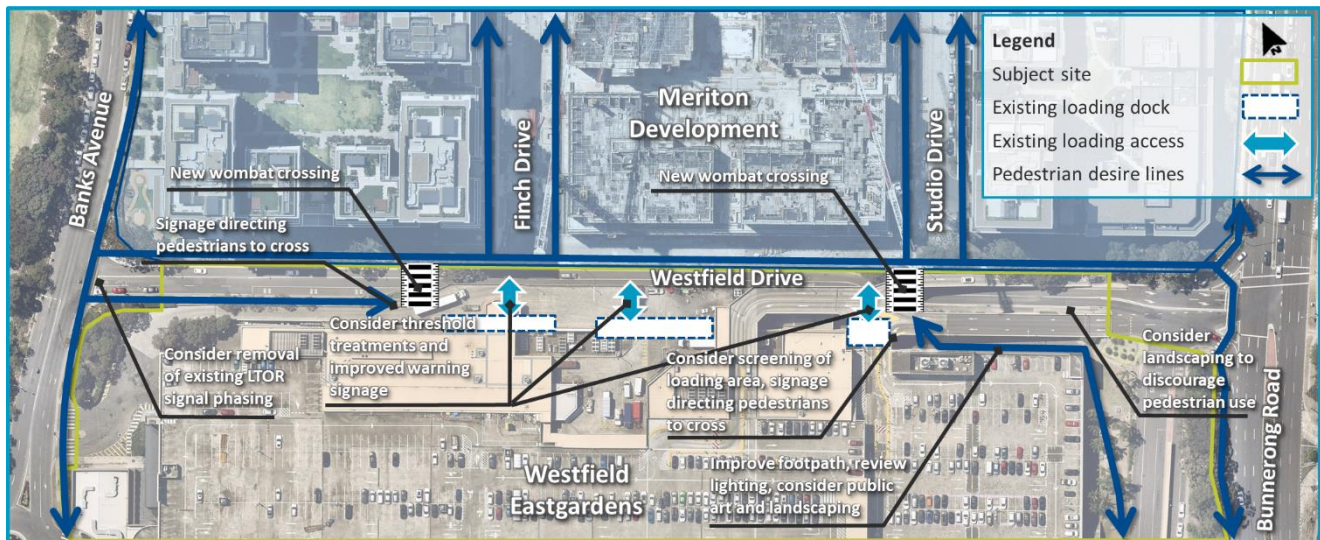 Legend
Subject site
Existing loading dock
Existing loading access
Pedestrian desire lines
N
Banks Avenue
Finch Drive
Meriton
Development
Studio Drive
New wombat crossing
New wombat crossing
Signage directing
pedestrians to cross
Westfield Drive
Consider removal
of existing LTOR
signal phasing
Consider threshold
treatments and
improved warning
signage
Consider screening of
loading area, signage
directing pedestrians
to cross
Consider
landscaping to
discourage
pedestrian use
Improve footpath, review
lighting, consider public
art and landscaping
Westfield
Eastgardens
Bunnerong Road